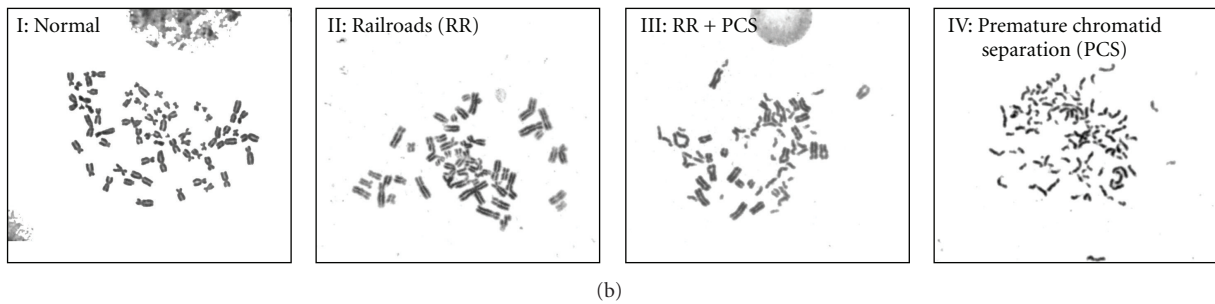 I: Normal
II: Railroads (RR)
III: RR + PCS
IV: Premature chromatid
separation (PCS)
(b)